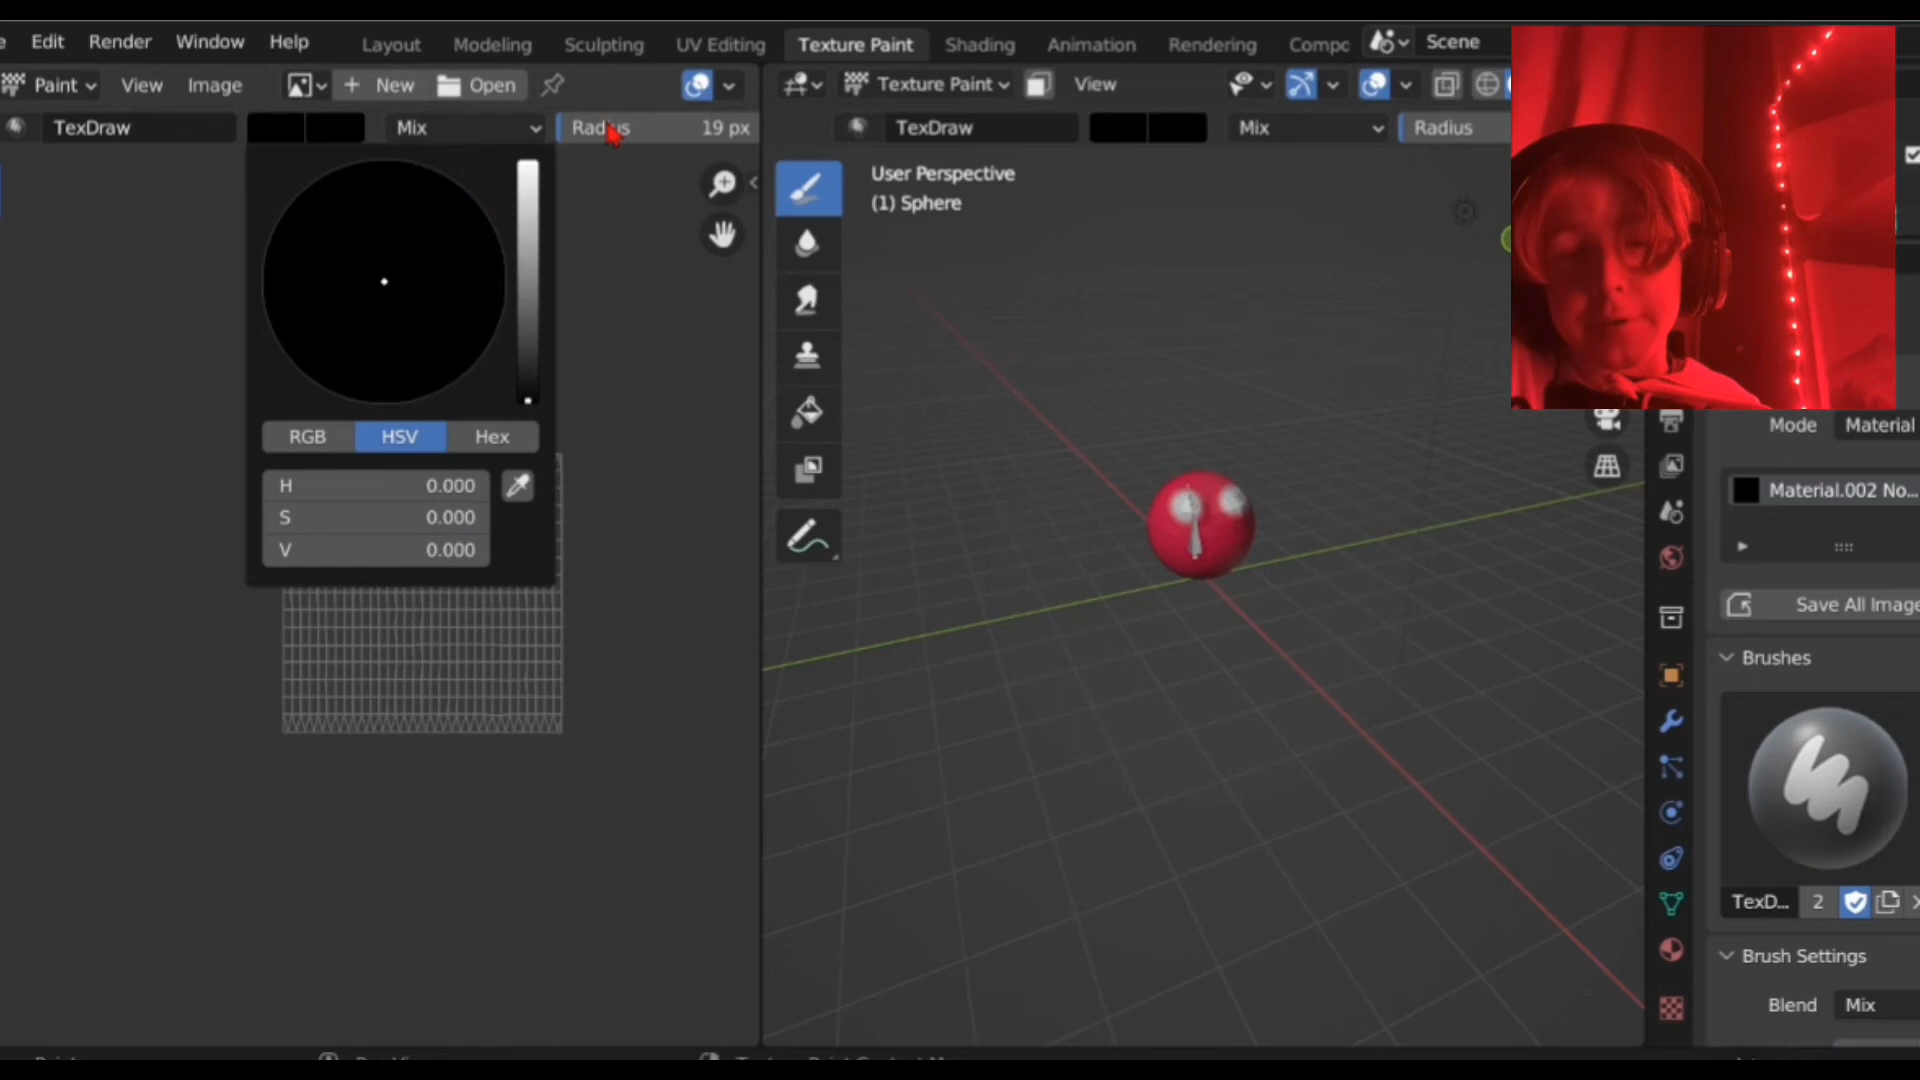 Edit Render Window Help Layout Modeling Sculpting UV Editing Texture Paint Shading Animation Rendering Compo Scene
Paint View Image + New Open Texture Paint View
TexDraw Mix Radius 19 px TexDraw Mix Radius
User Perspective
(1) Sphere
RGB HSV Hex
H 0.000
S 0.000
V 0.000
Mode Material
Material.002 No...
Save All Image
Brushes
TexD... 2
Brush Settings
Blend Mix